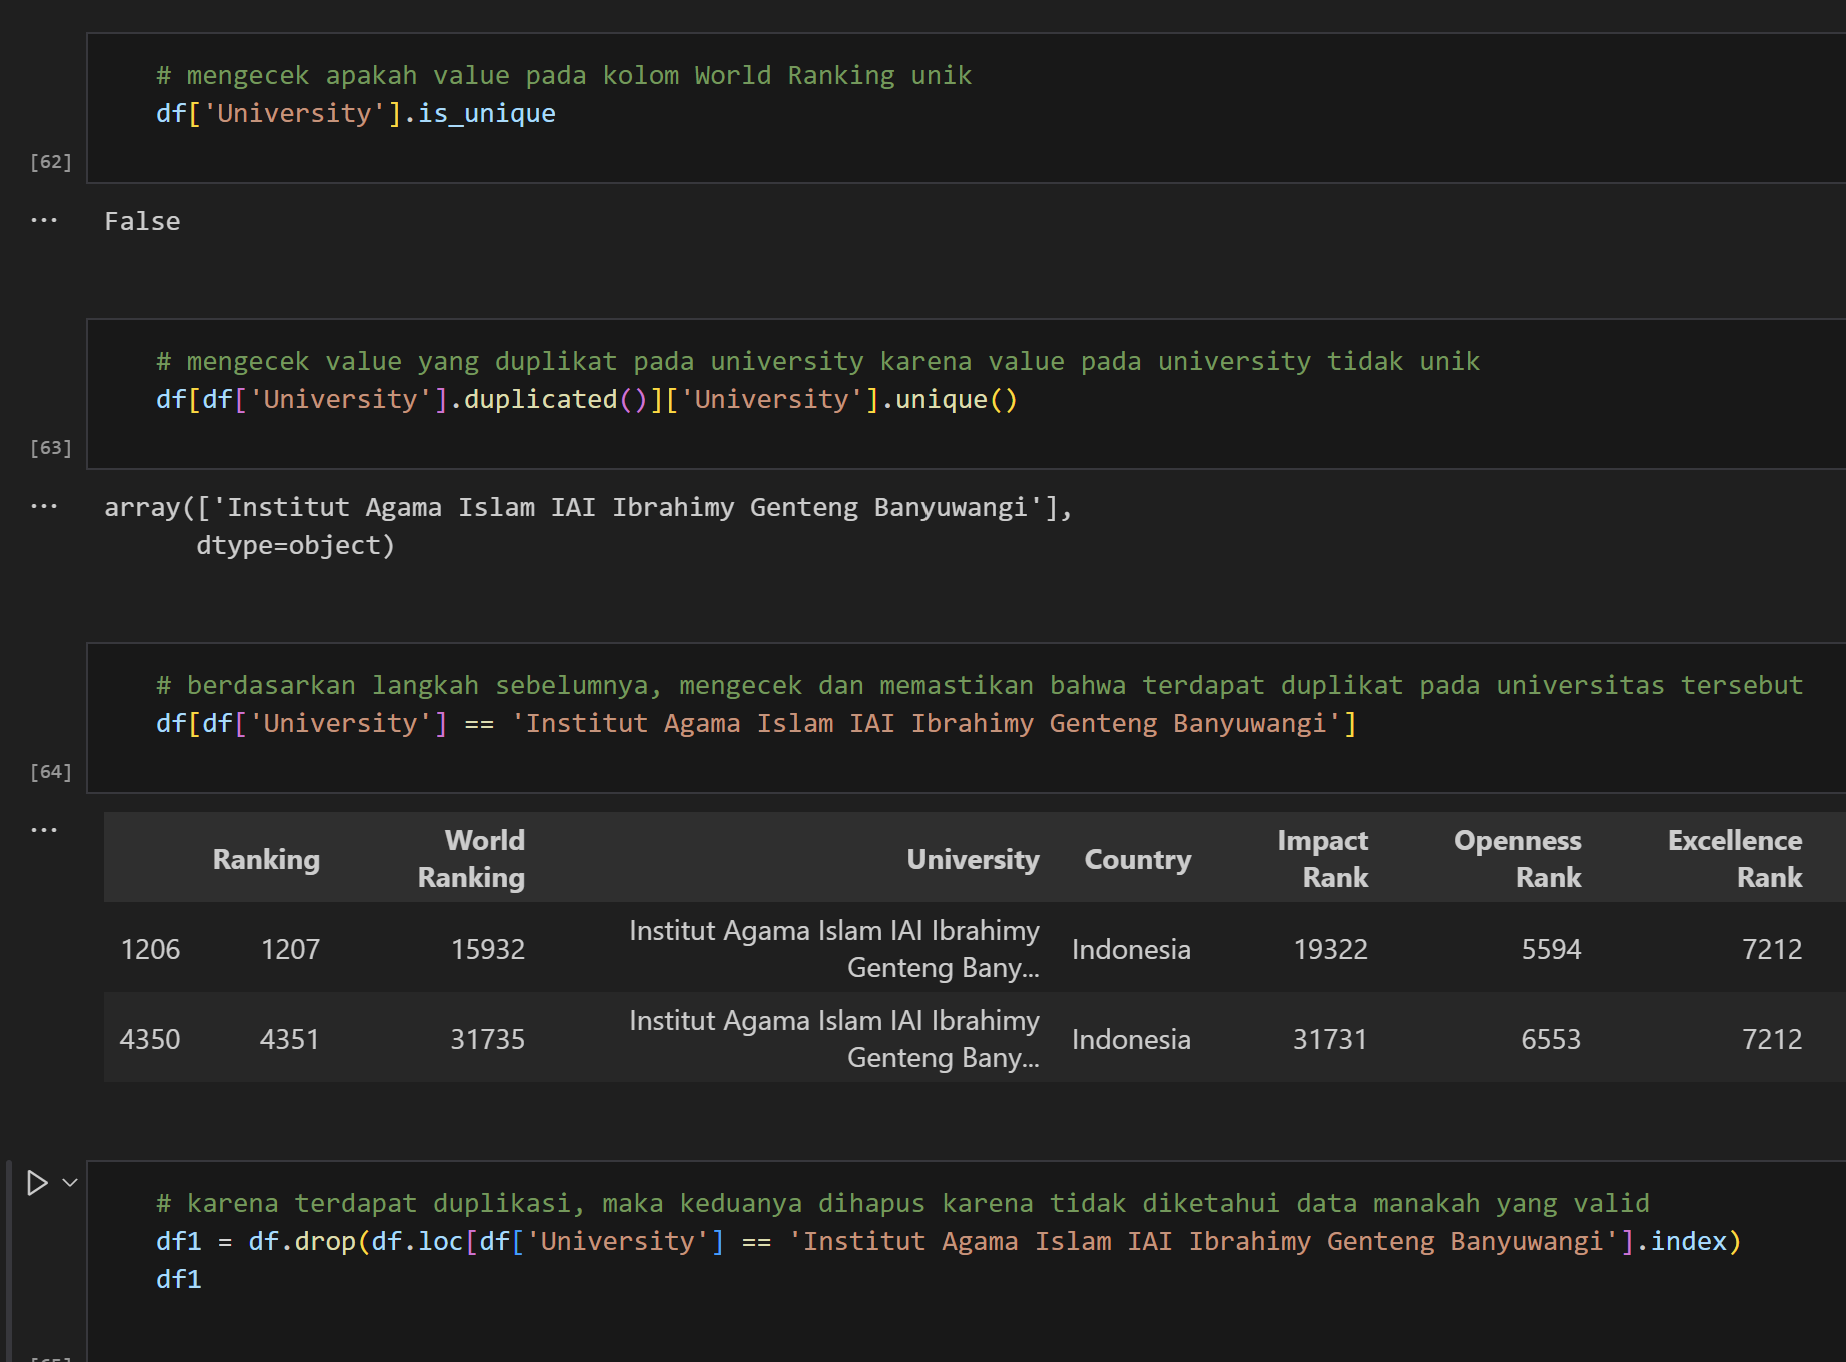 # mengecek apakah value pada kolom World Ranking unik
df['University'].is_unique
[62]
... False
# mengecek value yang duplikat pada university karena value pada university tidak unik
df[df['University'].duplicated()]['University'].unique()
[63]
... array(['Institut Agama Islam IAI Ibrahimy Genteng Banyuwangi'],
dtype=object)
# berdasarkan langkah sebelumnya, mengecek dan memastikan bahwa terdapat duplikat pada universitas tersebut
df[df['University'] == 'Institut Agama Islam IAI Ibrahimy Genteng Banyuwangi']
[64]
...
Ranking World Ranking University Country Impact Rank Openness Rank Excellence Rank
1206 1207 15932 Institut Agama Islam IAI Ibrahimy Genteng Bany... Indonesia 19322 5594 7212
4350 4351 31735 Institut Agama Islam IAI Ibrahimy Genteng Bany... Indonesia 31731 6553 7212
# karena terdapat duplikasi, maka keduanya dihapus karena tidak diketahui data manakah yang valid
df1 = df.drop(df.loc[df['University'] == 'Institut Agama Islam IAI Ibrahimy Genteng Banyuwangi'].index)
df1